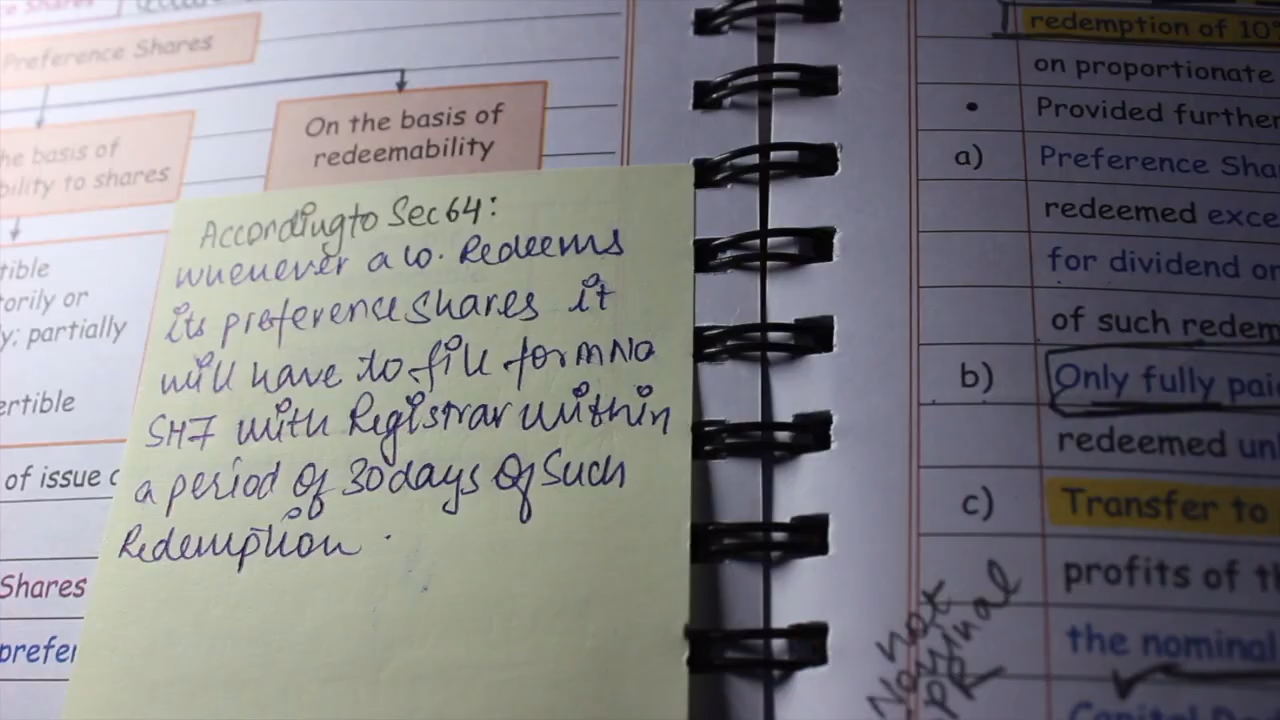 Preference Shares
On the basis of
redeemability
he basis of
bility to shares
tible
orily or
y; partially
ertible
of issue
Shares
prefer
According to Sec 64:
whenever a co. Redeems
its preference shares it
will have to file form No
SH7 with Registrar within
a period of 30 days of Such
Redemption.
redemption of 10%
on proportionate
• Provided further
a) Preference Sha
redeemed exce
for dividend or
of such redem
b) Only fully pai
redeemed un
c) Transfer to
profits of th
the nominal
not
Nominal